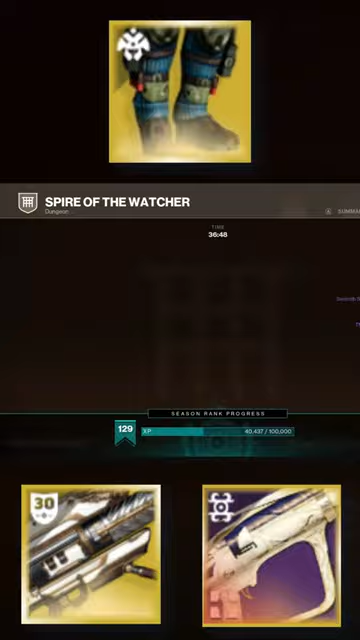 SPIRE OF THE WATCHER
Dungeon
TIME
36:48
SEASON RANK PROGRESS
129
XP
40,437 / 100,000
30